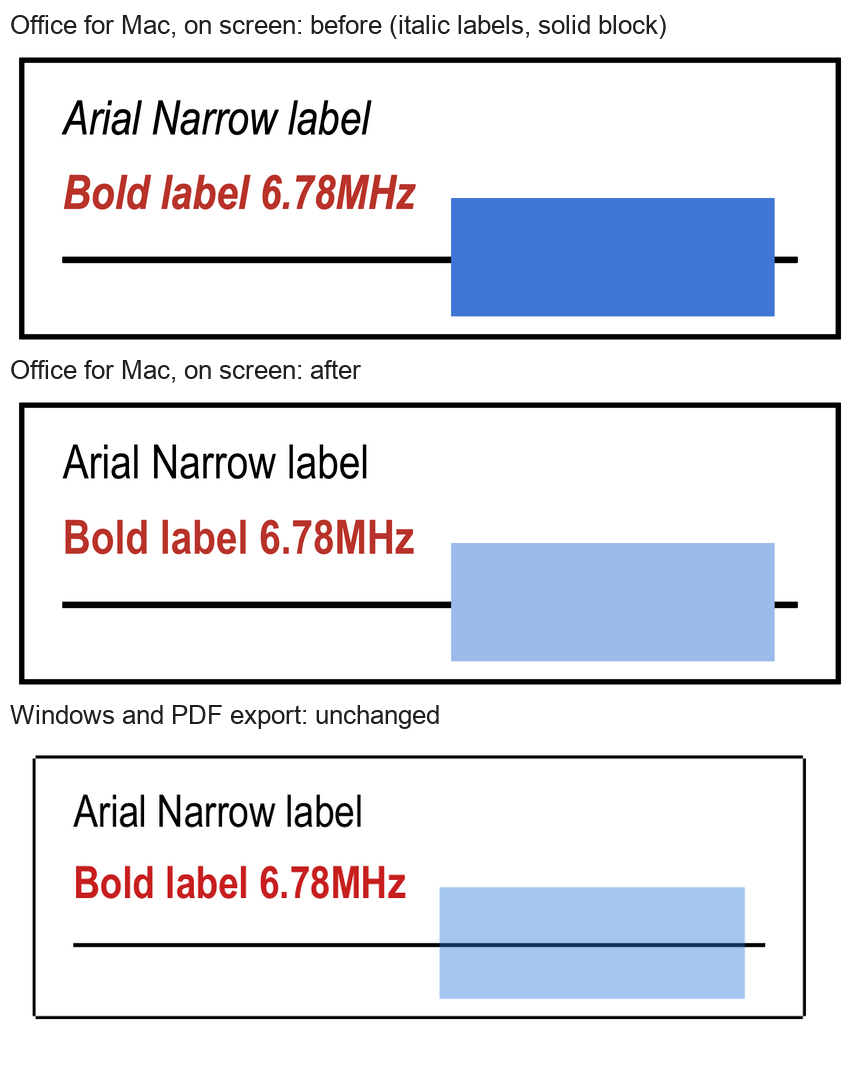 Office for Mac, on screen: before (italic labels, solid block)
Arial Narrow label
Bold label 6.78MHz
Office for Mac, on screen: after
Arial Narrow label
Bold label 6.78MHz
Windows and PDF export: unchanged
Arial Narrow label
Bold label 6.78MHz